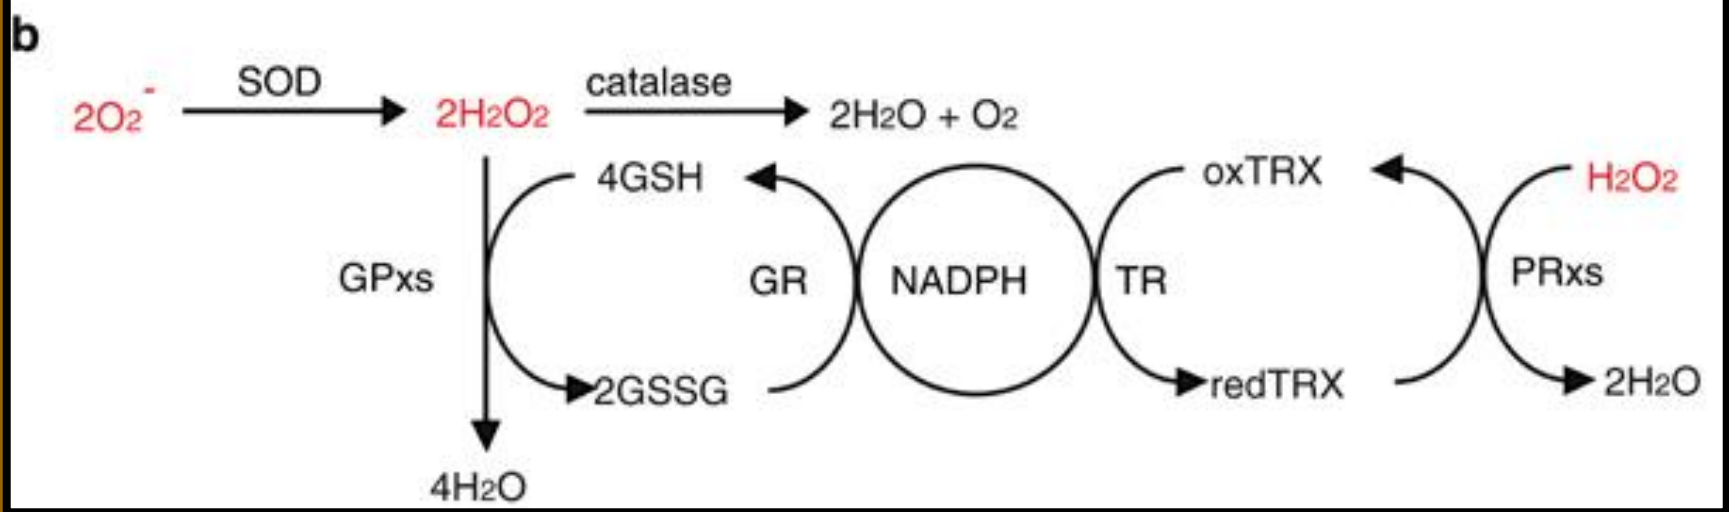 b
SOD
catalase
2O2-
2H2O2
2H2O + O2
4GSH
oxTRX
H2O2
GPxs
GR
NADPH
TR
PRxs
2GSSG
redTRX
2H2O
4H2O